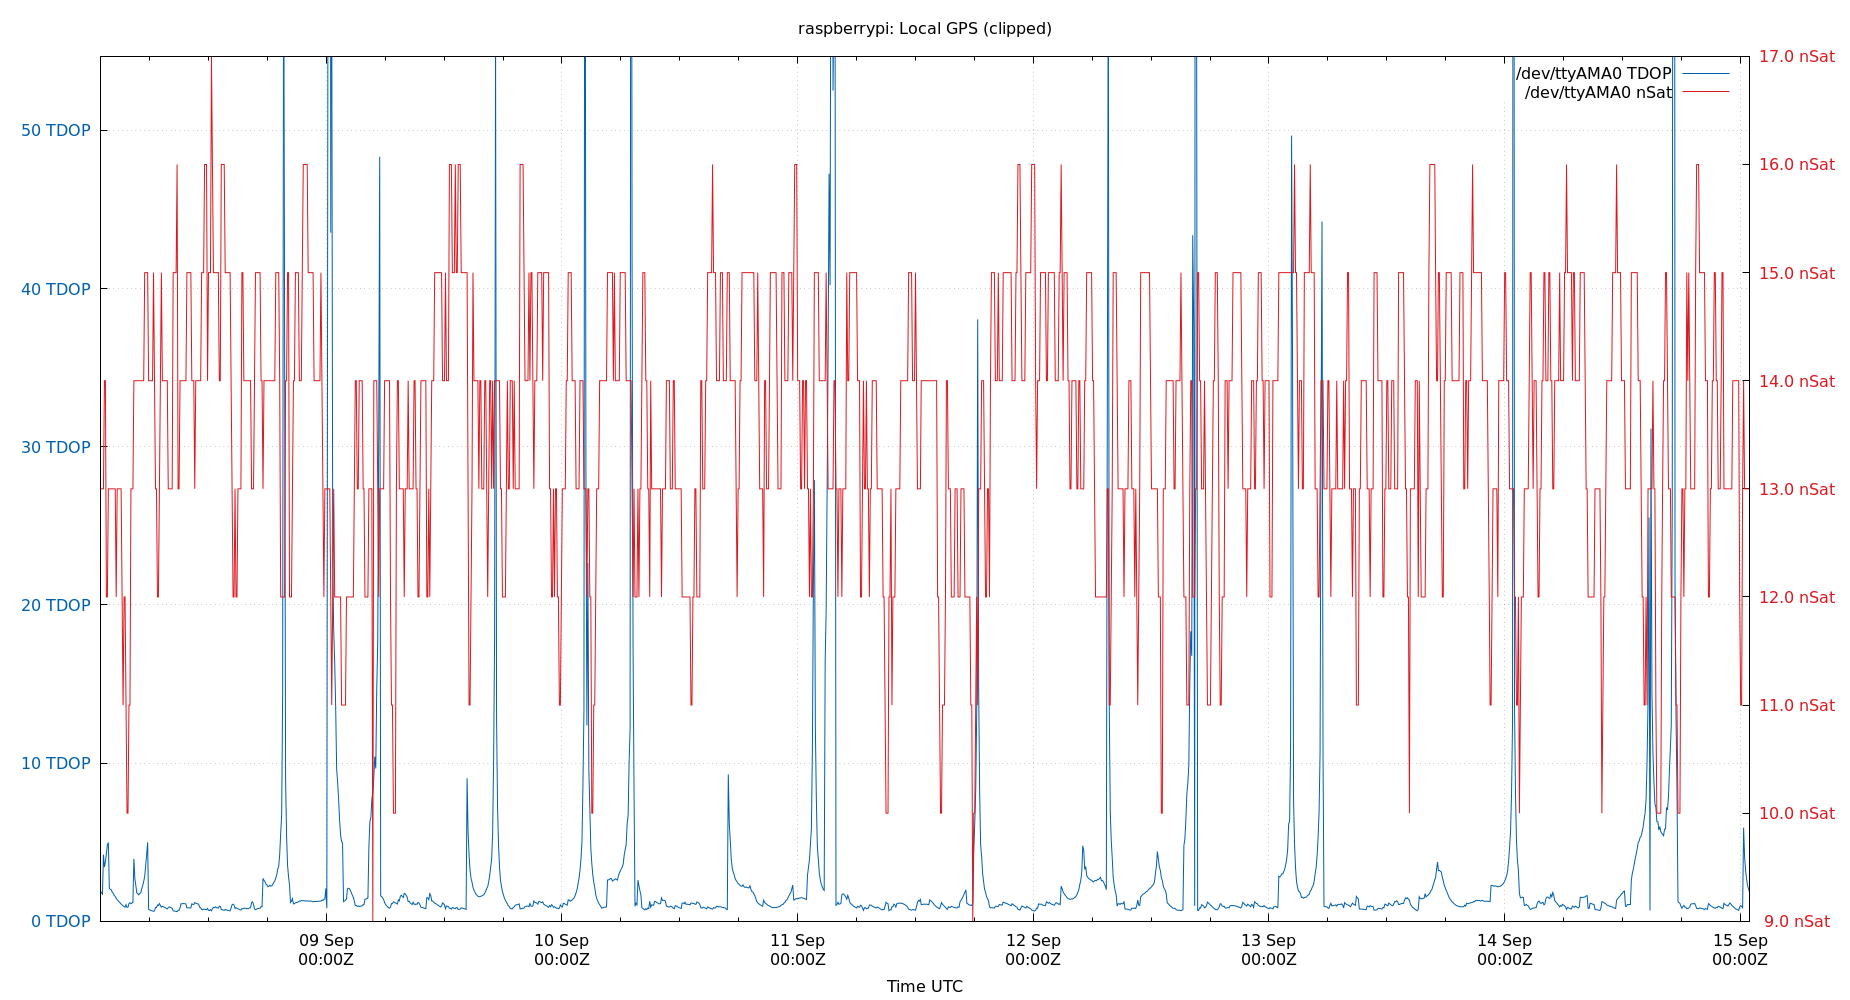 raspberrypi: Local GPS (clipped)
/dev/ttyAMA0 TDOP
/dev/ttyAMA0 nSat
50 TDOP
40 TDOP
30 TDOP
20 TDOP
10 TDOP
0 TDOP
17.0 nSat
16.0 nSat
15.0 nSat
14.0 nSat
13.0 nSat
12.0 nSat
11.0 nSat
10.0 nSat
9.0 nSat
09 Sep
00:00Z
10 Sep
00:00Z
11 Sep
00:00Z
12 Sep
00:00Z
13 Sep
00:00Z
14 Sep
00:00Z
15 Sep
00:00Z
Time UTC